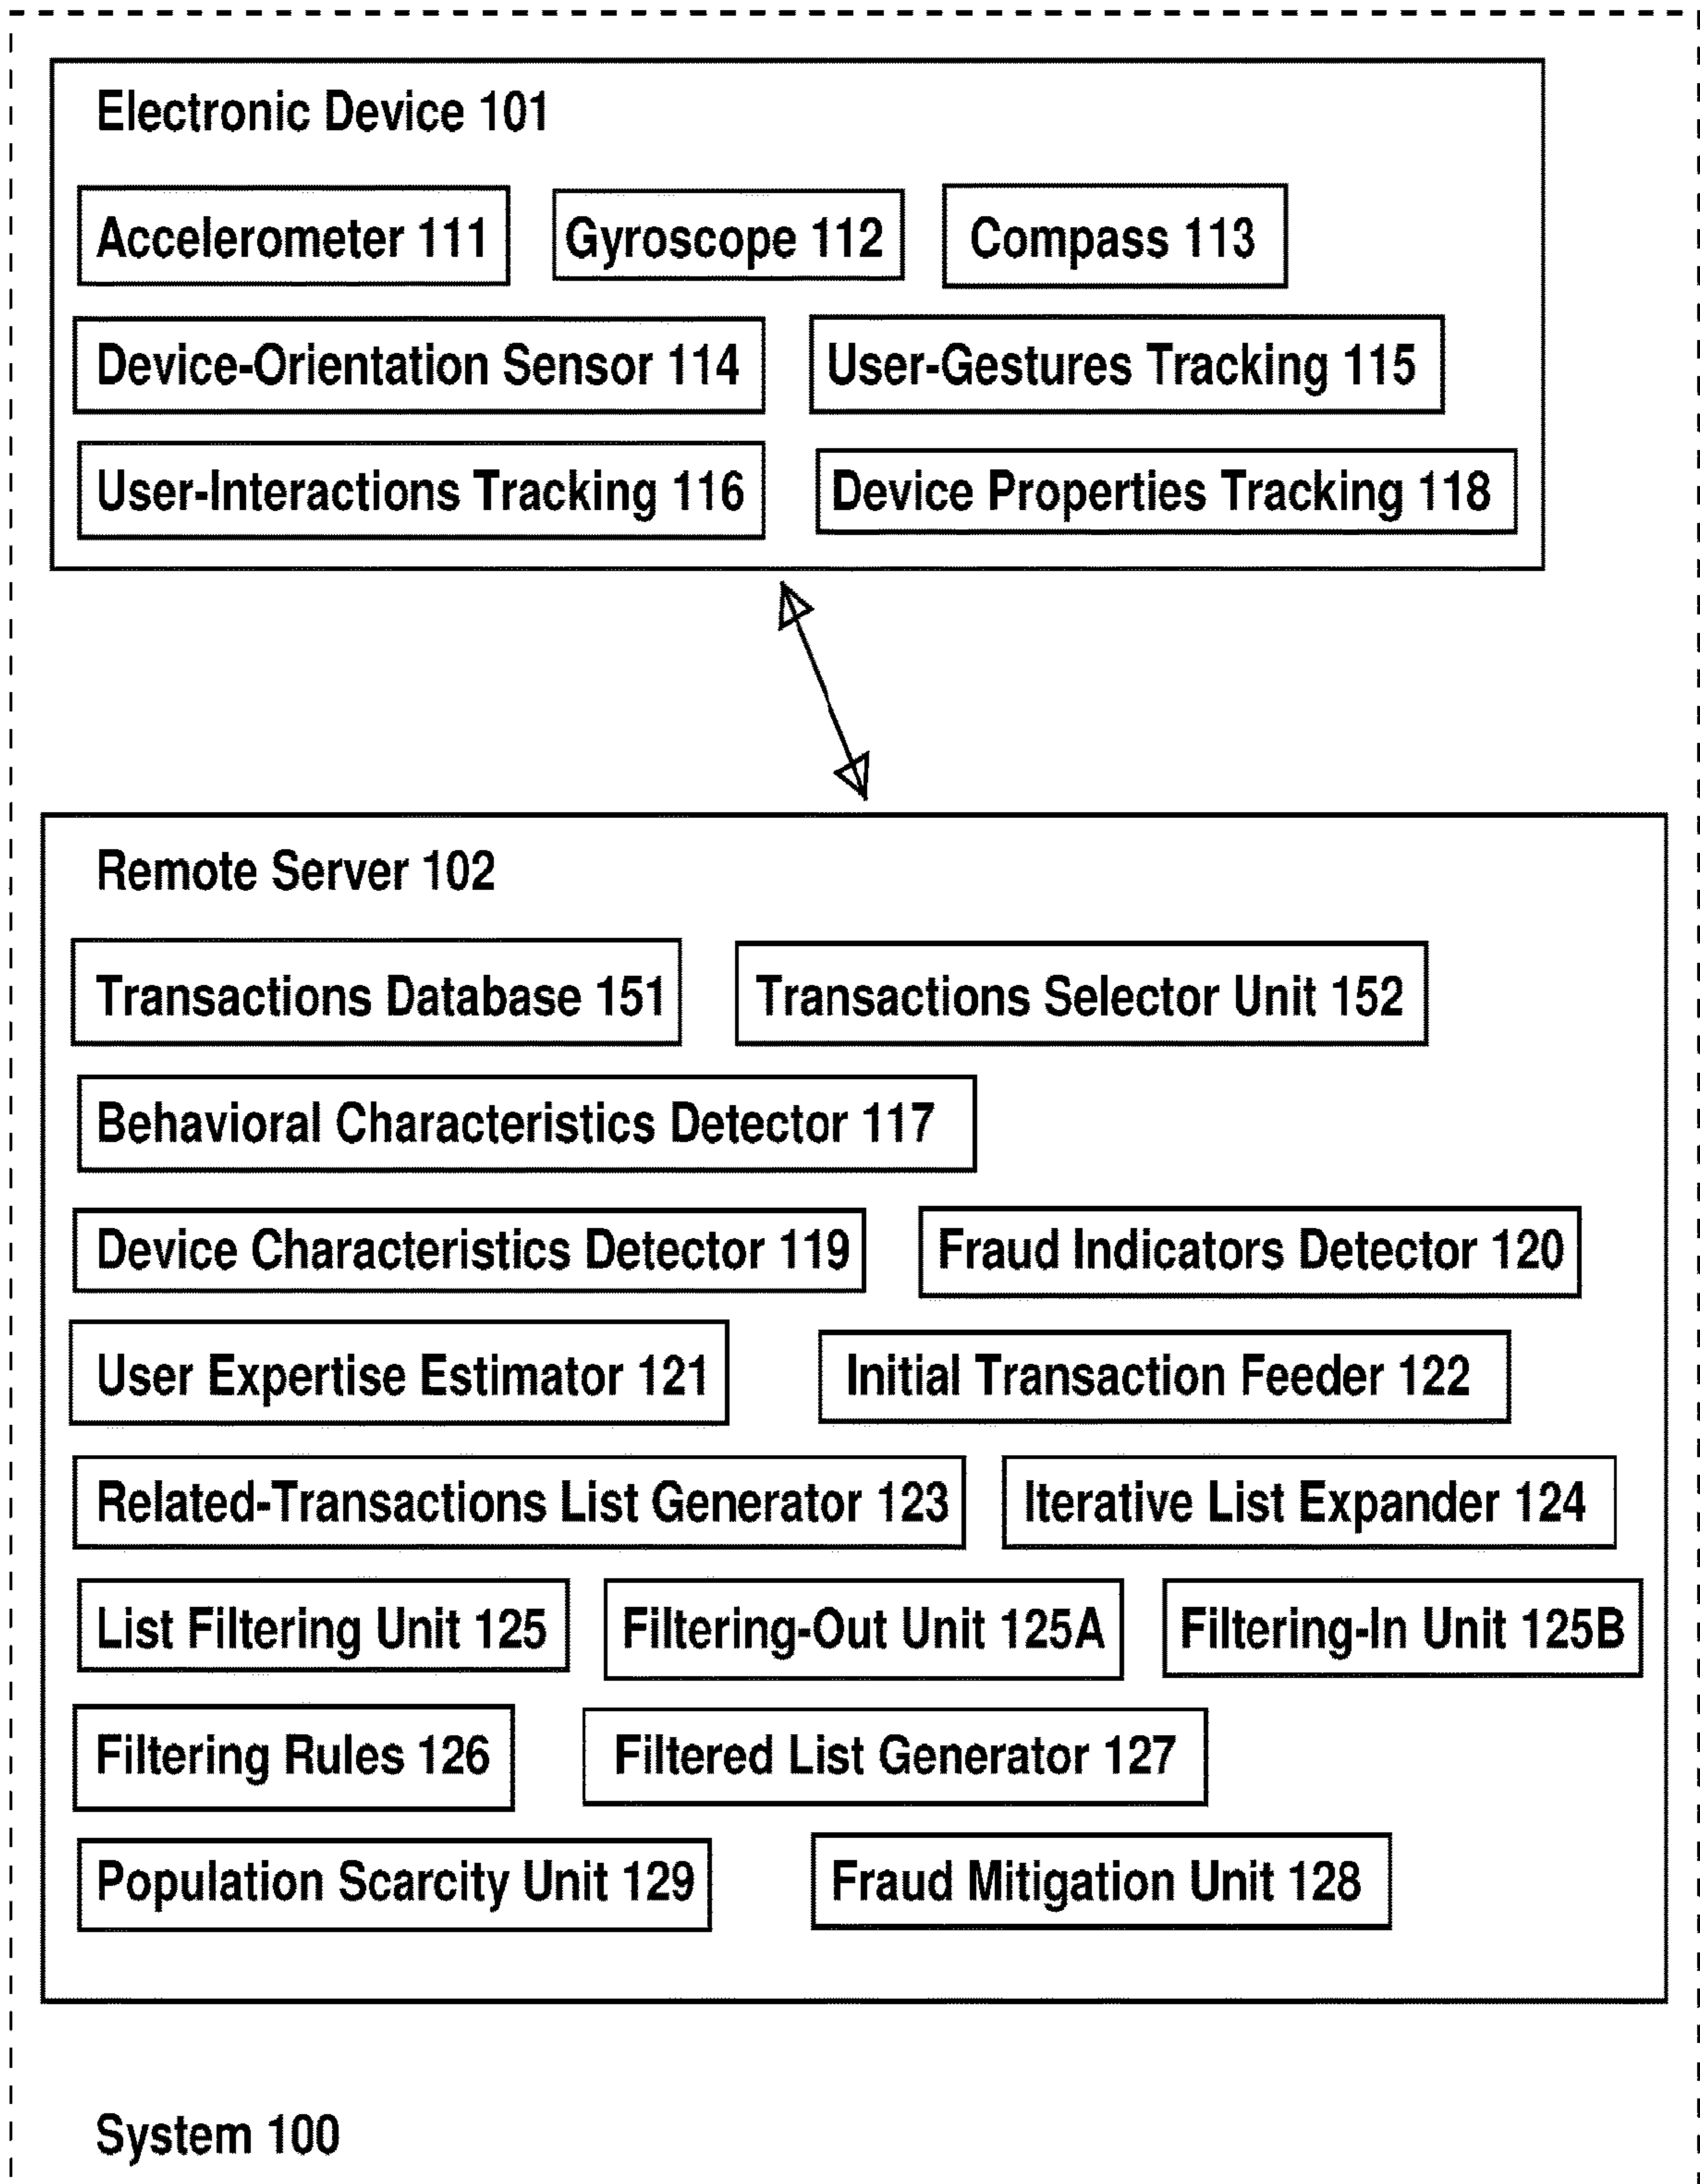 Electronic Device 101
Accelerometer 111 Gyroscope 112 Compass 113
Device-Orientation Sensor 114 User-Gestures Tracking 115
User-Interactions Tracking 116 Device Properties Tracking 118
Remote Server 102
Transactions Database 151 Transactions Selector Unit 152
Behavioral Characteristics Detector 117
Device Characteristics Detector 119 Fraud Indicators Detector 120
User Expertise Estimator 121 Initial Transaction Feeder 122
Related-Transactions List Generator 123 Iterative List Expander 124
List Filtering Unit 125 Filtering-Out Unit 125A Filtering-In Unit 125B
Filtering Rules 126 Filtered List Generator 127
Population Scarcity Unit 129 Fraud Mitigation Unit 128
System 100